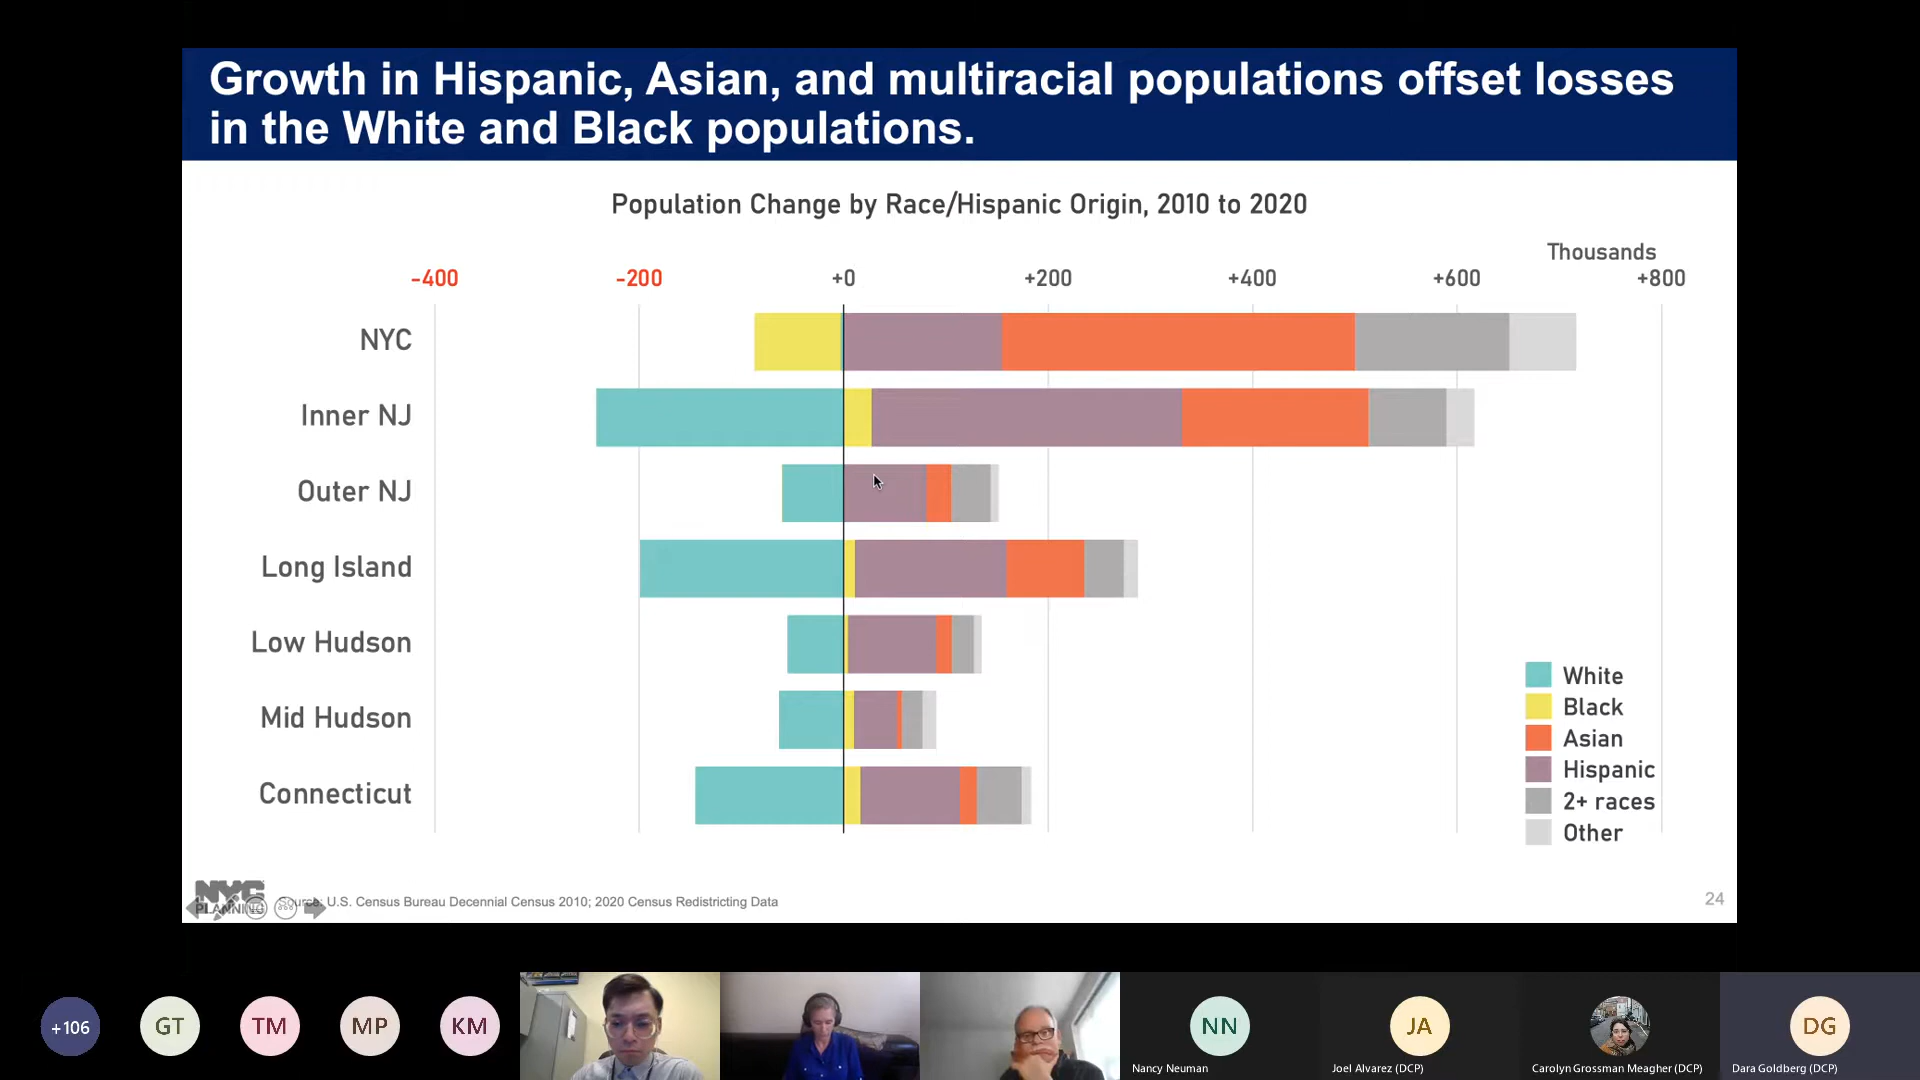 Growth in Hispanic, Asian, and multiracial populations offset losses
in the White and Black populations.
Population Change by Race/Hispanic Origin, 2010 to 2020
Thousands
-400 -200 +0 +200 +400 +600 +800
NYC
Inner NJ
Outer NJ
Long Island
Low Hudson
Mid Hudson
Connecticut
White
Black
Asian
Hispanic
2+ races
Other
NYC
PLANNING
Source: U.S. Census Bureau Decennial Census 2010; 2020 Census Redistricting Data
24
+106 GT TM MP KM NN JA DG
Nancy Neuman Joel Alvarez (DCP) Carolyn Grossman Meagher (DCP) Dara Goldberg (DCP)